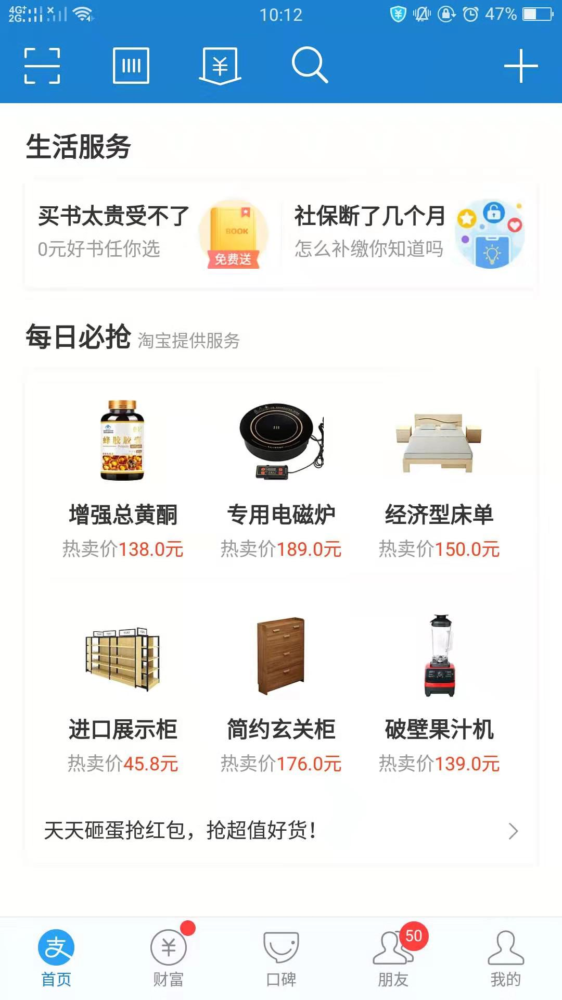 4G+
2G
10:12
47%
生活服务
买书太贵受不了
0元好书任你选
BOOK
免费送
社保断了几个月
怎么补缴你知道吗
每日必抢 淘宝提供服务
蜂胶胶囊
增强总黄酮 专用电磁炉 经济型床单
热卖价138.0元 热卖价189.0元 热卖价150.0元
进口展示柜 简约玄关柜 破壁果汁机
热卖价45.8元 热卖价176.0元 热卖价139.0元
天天砸蛋抢红包，抢超值好货！
支
50
首页 财富 口碑 朋友 我的